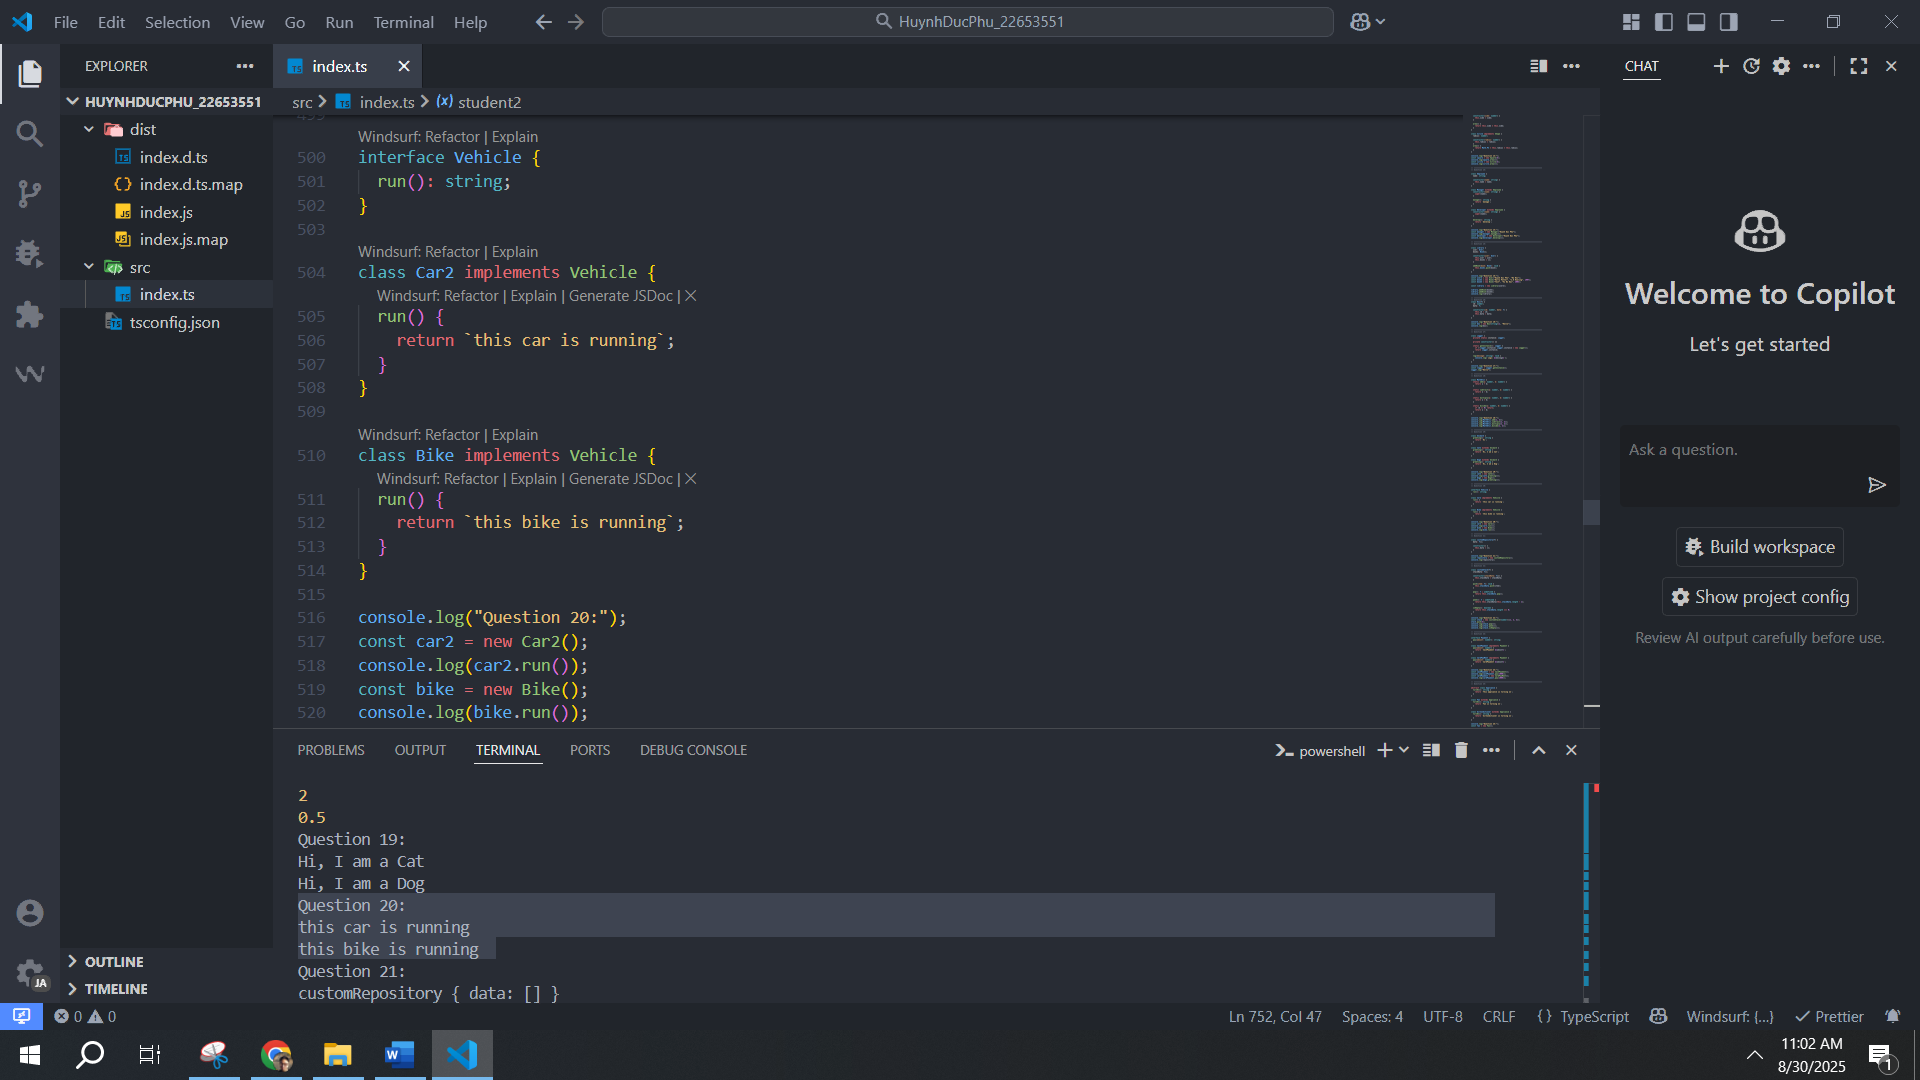 File Edit Selection View Go Run Terminal Help
HuynhDucPhu_22653551
EXPLORER
HUYNHDUCPHU_22653551
dist
index.d.ts
index.d.ts.map
index.js
index.js.map
src
index.ts
tsconfig.json
OUTLINE
TIMELINE
index.ts
src > index.ts > student2
Windsurf: Refactor | Explain
500 interface Vehicle {
501 run(): string;
502 }
503
Windsurf: Refactor | Explain
504 class Car2 implements Vehicle {
Windsurf: Refactor | Explain | Generate JSDoc | X
505 run() {
506 return `this car is running`;
507 }
508 }
509
Windsurf: Refactor | Explain
510 class Bike implements Vehicle {
Windsurf: Refactor | Explain | Generate JSDoc | X
511 run() {
512 return `this bike is running`;
513 }
514 }
515
516 console.log("Question 20:");
517 const car2 = new Car2();
518 console.log(car2.run());
519 const bike = new Bike();
520 console.log(bike.run());
PROBLEMS OUTPUT TERMINAL PORTS DEBUG CONSOLE
powershell
2
0.5
Question 19:
Hi, I am a Cat
Hi, I am a Dog
Question 20:
this car is running
this bike is running
Question 21:
customRepository { data: [] }
CHAT
Welcome to Copilot
Let's get started
Ask a question.
Build workspace
Show project config
Review AI output carefully before use.
JA
0 0
Ln 752, Col 47 Spaces: 4 UTF-8 CRLF {} TypeScript Windsurf: {...} Prettier
11:02 AM
8/30/2025
1